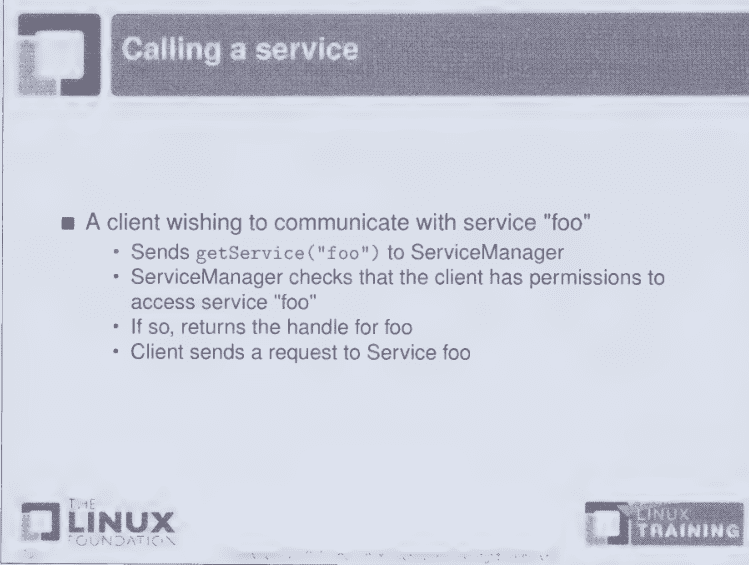 Calling a service
■ A client wishing to communicate with service "foo"
• Sends getService("foo") to ServiceManager
• ServiceManager checks that the client has permissions to
access service "foo"
• If so, returns the handle for foo
• Client sends a request to Service foo
THE
LINUX
FOUNDATION
LINUX
TRAINING